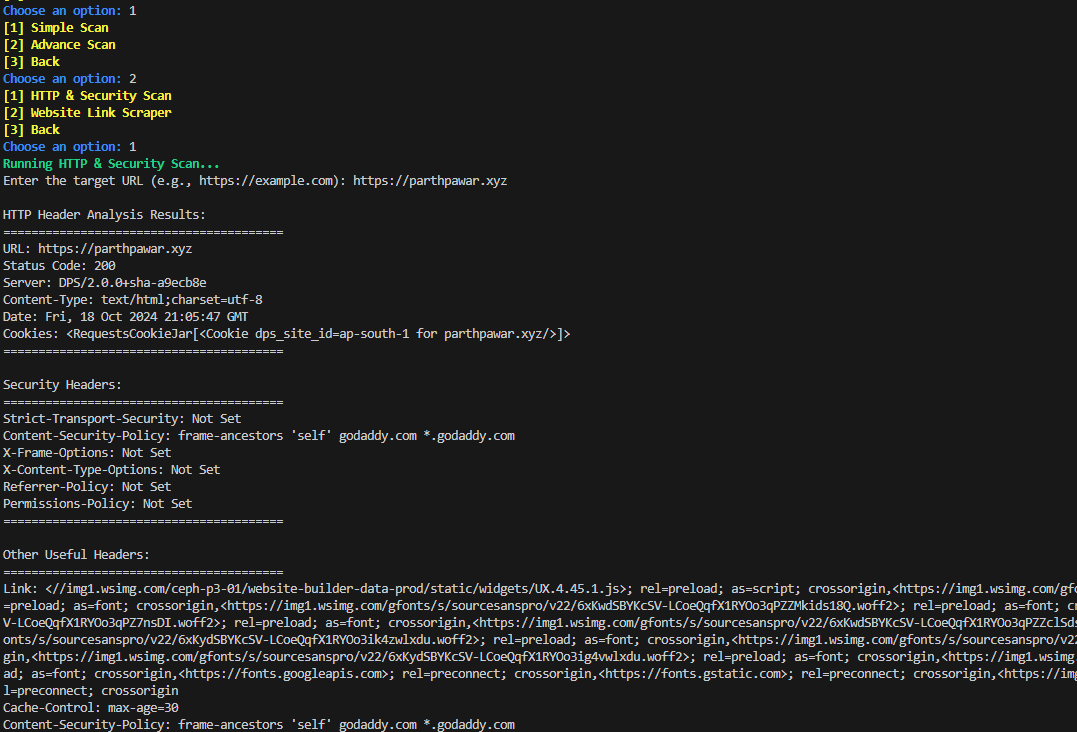 Choose an option: 1
[1] Simple Scan
[2] Advance Scan
[3] Back
Choose an option: 2
[1] HTTP & Security Scan
[2] Website Link Scraper
[3] Back
Choose an option: 1
Running HTTP & Security Scan...
Enter the target URL (e.g., https://example.com): https://parthpawar.xyz
HTTP Header Analysis Results:
========================================
URL: https://parthpawar.xyz
Status Code: 200
Server: DPS/2.0.0+sha-a9ecb8e
Content-Type: text/html;charset=utf-8
Date: Fri, 18 Oct 2024 21:05:47 GMT
Cookies: <RequestsCookieJar[<Cookie dps_site_id=ap-south-1 for parthpawar.xyz/>]>
========================================
Security Headers:
========================================
Strict-Transport-Security: Not Set
Content-Security-Policy: frame-ancestors 'self' godaddy.com *.godaddy.com
X-Frame-Options: Not Set
X-Content-Type-Options: Not Set
Referrer-Policy: Not Set
Permissions-Policy: Not Set
========================================
Other Useful Headers:
========================================
Link: <//img1.wsimg.com/ceph-p3-01/website-builder-data-prod/static/widgets/UX.4.45.1.js>; rel=preload; as=script; crossorigin,<https://img1.wsimg.com/gf
=preload; as=font; crossorigin,<https://img1.wsimg.com/gfonts/s/sourcesanspro/v22/6xKwdSBYKcSV-LCoeQqfX1RYOo3qPZZMkids18Q.woff2>; rel=preload; as=font; c
V-LCoeQqfX1RYOo3qPZ7nsDI.woff2>; rel=preload; as=font; crossorigin,<https://img1.wsimg.com/gfonts/s/sourcesanspro/v22/6xKwdSBYKcSV-LCoeQqfX1RYOo3qPZZclSds
onts/s/sourcesanspro/v22/6xKydSBYKcSV-LCoeQqfX1RYOo3ik4zwlxdu.woff2>; rel=preload; as=font; crossorigin,<https://img1.wsimg.com/gfonts/s/sourcesanspro/v2
gin,<https://img1.wsimg.com/gfonts/s/sourcesanspro/v22/6xKydSBYKcSV-LCoeQqfX1RYOo3ig4vwlxdu.woff2>; rel=preload; as=font; crossorigin,<https://img1.wsimg
ad; as=font; crossorigin,<https://fonts.googleapis.com>; rel=preconnect; crossorigin,<https://fonts.gstatic.com>; rel=preconnect; crossorigin,<https://img
l=preconnect; crossorigin
Cache-Control: max-age=30
Content-Security-Policy: frame-ancestors 'self' godaddy.com *.godaddy.com